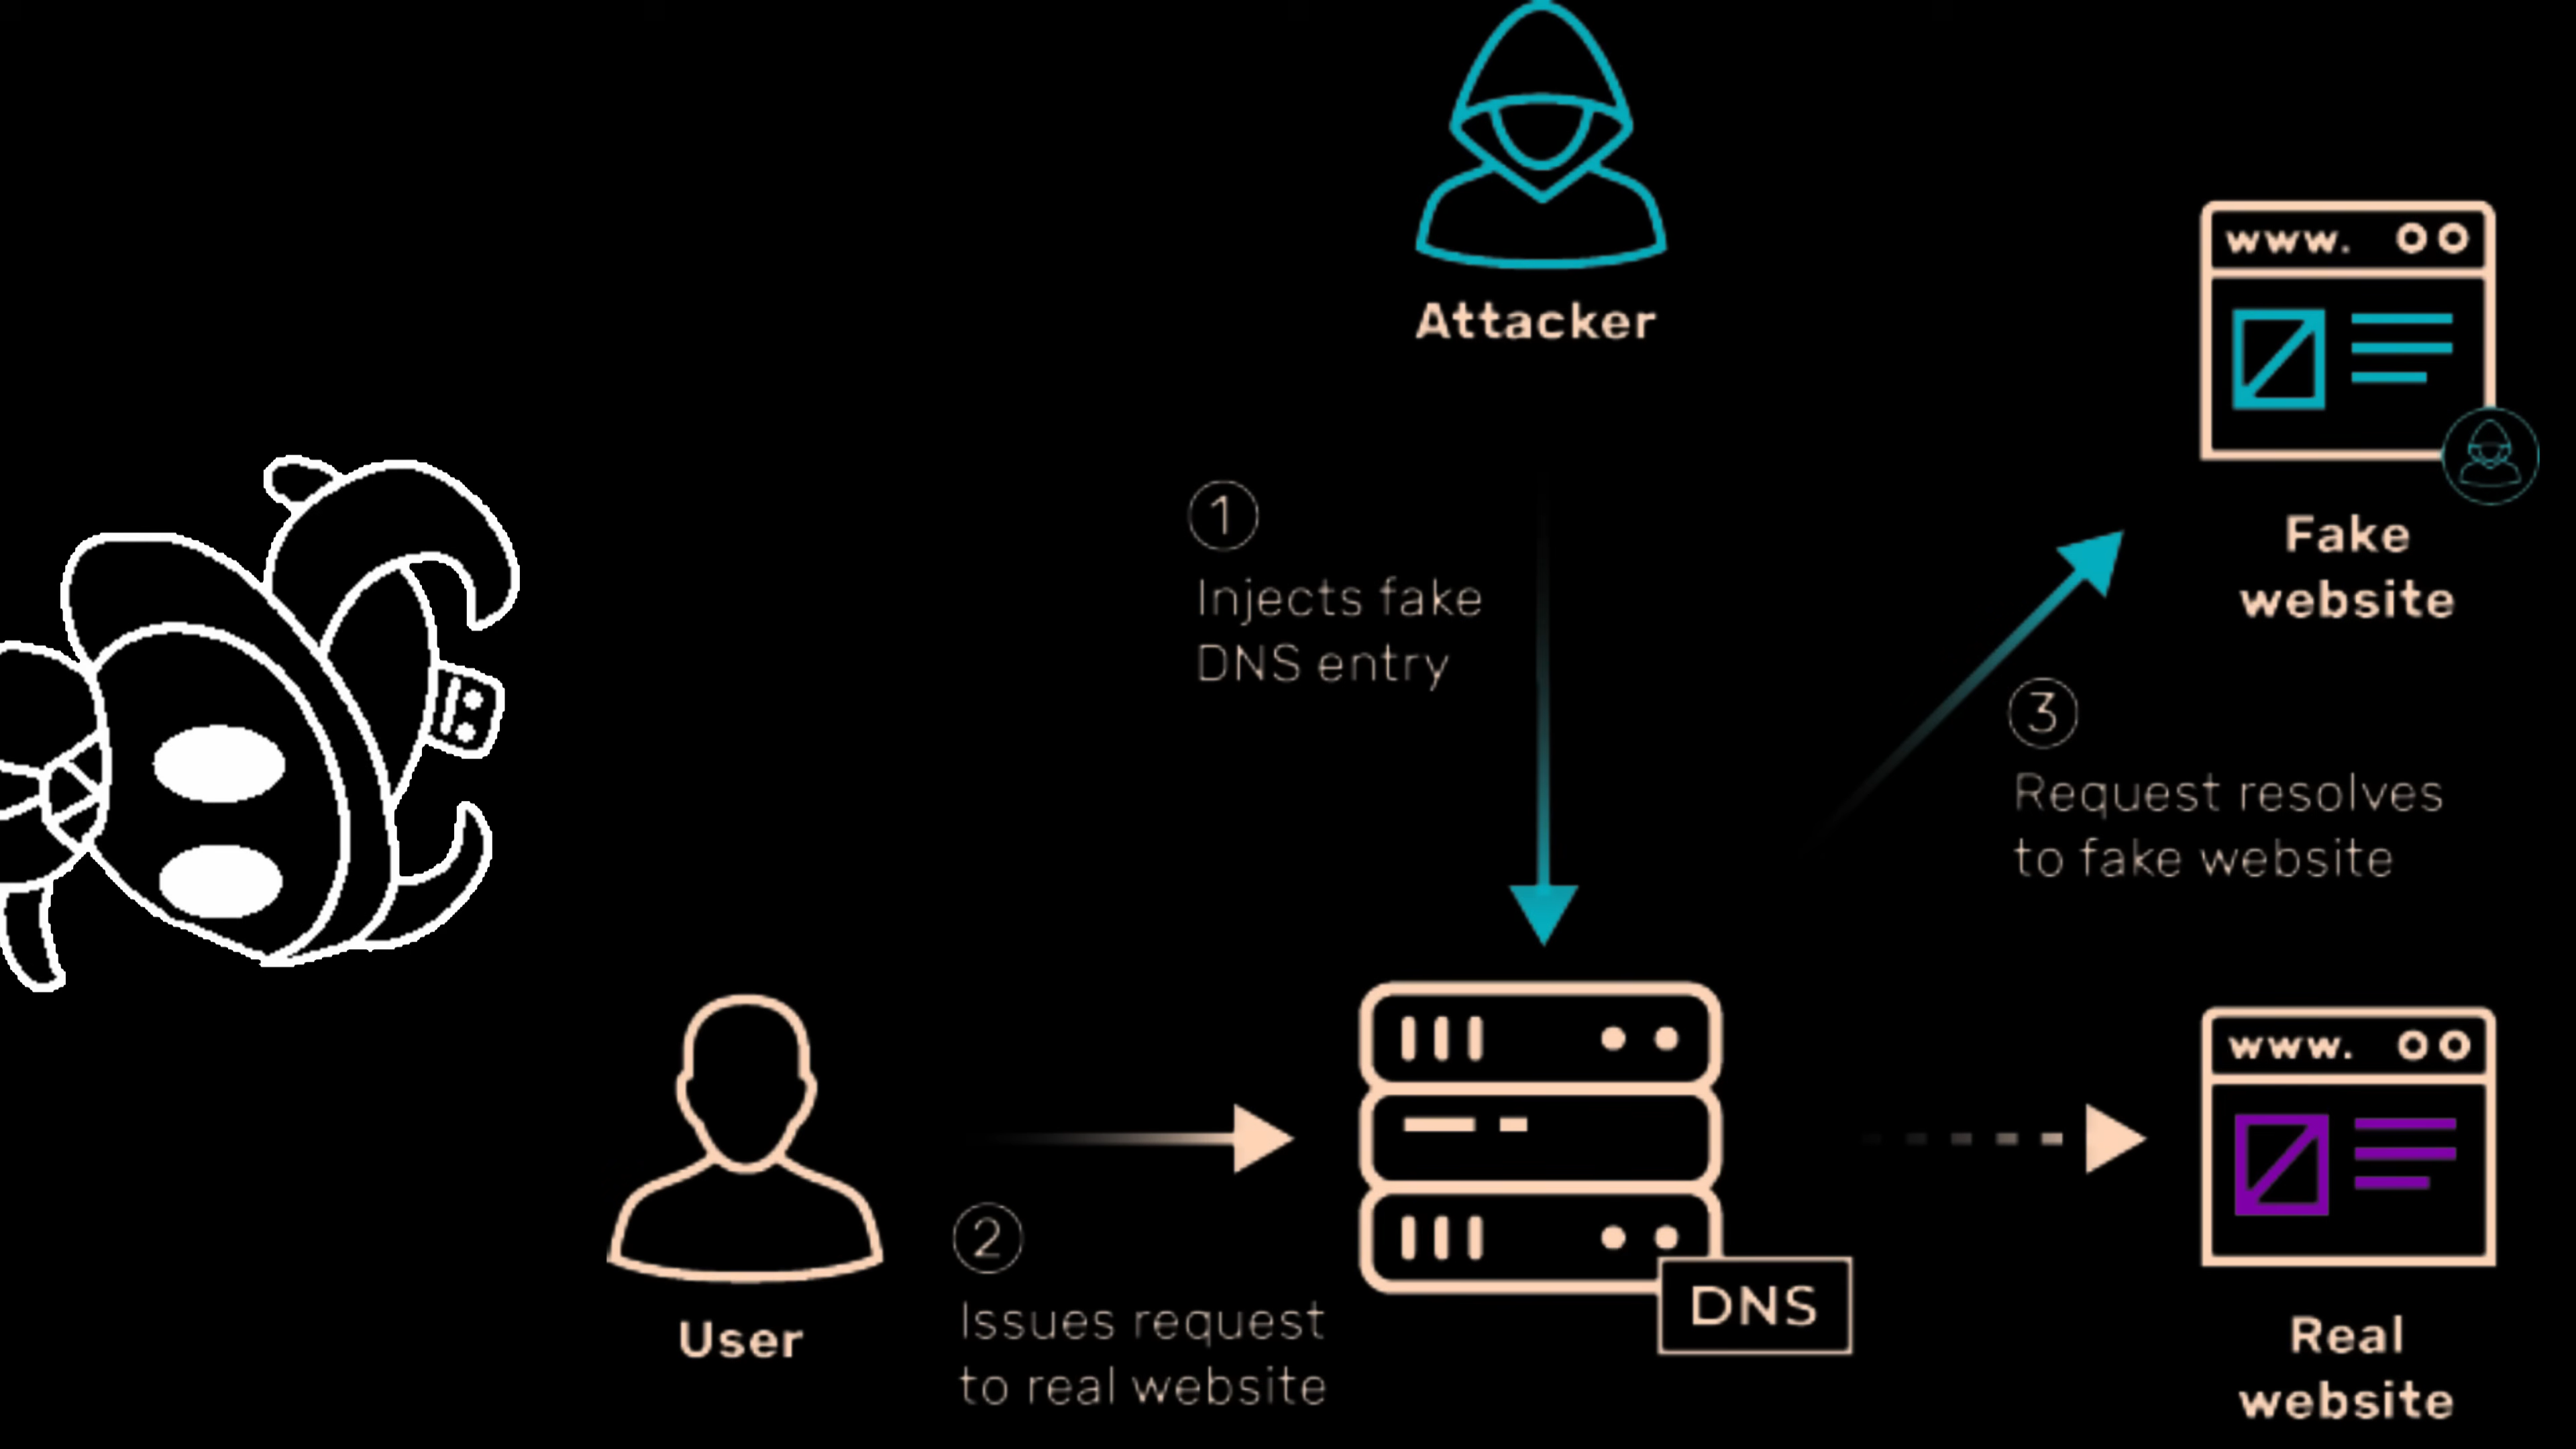 Attacker
www.
Fake
website
1
Injects fake
DNS entry
3
Request resolves
to fake website
User
2
Issues request
to real website
DNS
www.
Real
website